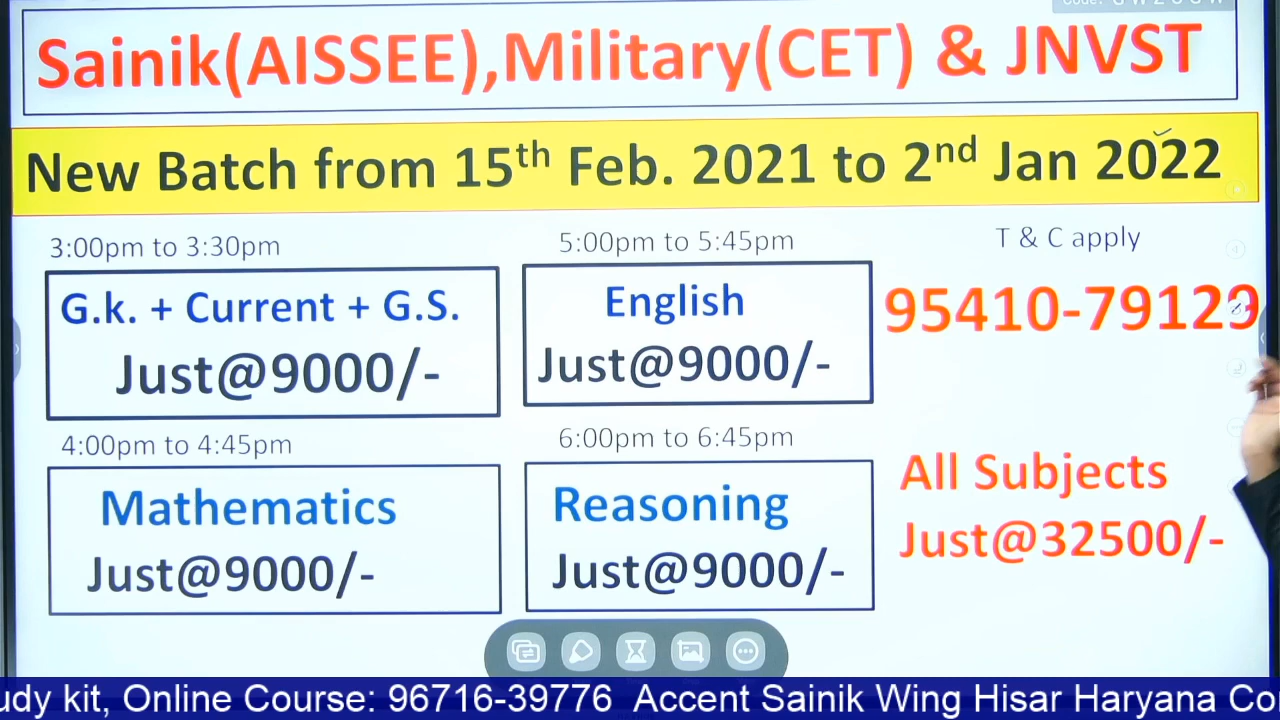 Sainik(AISSEE),Military(CET) & JNVST
New Batch from 15th Feb. 2021 to 2nd Jan 2022
3:00pm to 3:30pm
G.k. + Current + G.S.
Just@9000/-
5:00pm to 5:45pm
English
Just@9000/-
T & C apply
95410-79129
4:00pm to 4:45pm
Mathematics
Just@9000/-
6:00pm to 6:45pm
Reasoning
Just@9000/-
All Subjects
Just@32500/-
udy kit, Online Course: 96716-39776 Accent Sainik Wing Hisar Haryana Co